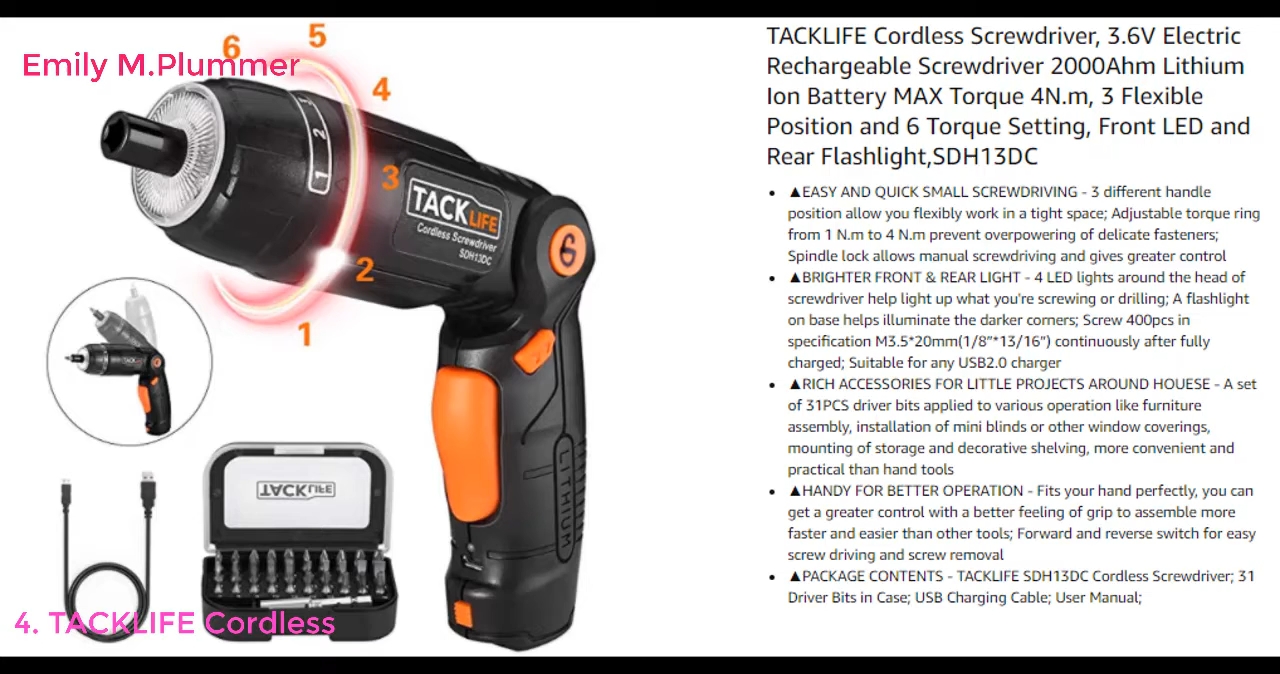 Emily M.Plummer
6
5
4
3
2
1
1
2
TACKLIFE
Cordless Screwdriver
SDH13DC
6
LITHIUM
TACKLIFE
4. TACKLIFE Cordless
TACKLIFE Cordless Screwdriver, 3.6V Electric
Rechargeable Screwdriver 2000Ahm Lithium
Ion Battery MAX Torque 4N.m, 3 Flexible
Position and 6 Torque Setting, Front LED and
Rear Flashlight,SDH13DC
• ▲EASY AND QUICK SMALL SCREWDRIVING - 3 different handle
position allow you flexibly work in a tight space; Adjustable torque ring
from 1 N.m to 4 N.m prevent overpowering of delicate fasteners;
Spindle lock allows manual screwdriving and gives greater control
• ▲BRIGHTER FRONT & REAR LIGHT - 4 LED lights around the head of
screwdriver help light up what you're screwing or drilling; A flashlight
on base helps illuminate the darker corners; Screw 400pcs in
specification M3.5*20mm(1/8”*13/16”) continuously after fully
charged; Suitable for any USB2.0 charger
• ▲RICH ACCESSORIES FOR LITTLE PROJECTS AROUND HOUESE - A set
of 31PCS driver bits applied to various operation like furniture
assembly, installation of mini blinds or other window coverings,
mounting of storage and decorative shelving, more convenient and
practical than hand tools
• ▲HANDY FOR BETTER OPERATION - Fits your hand perfectly, you can
get a greater control with a better feeling of grip to assemble more
faster and easier than other tools; Forward and reverse switch for easy
screw driving and screw removal
• ▲PACKAGE CONTENTS - TACKLIFE SDH13DC Cordless Screwdriver; 31
Driver Bits in Case; USB Charging Cable; User Manual;